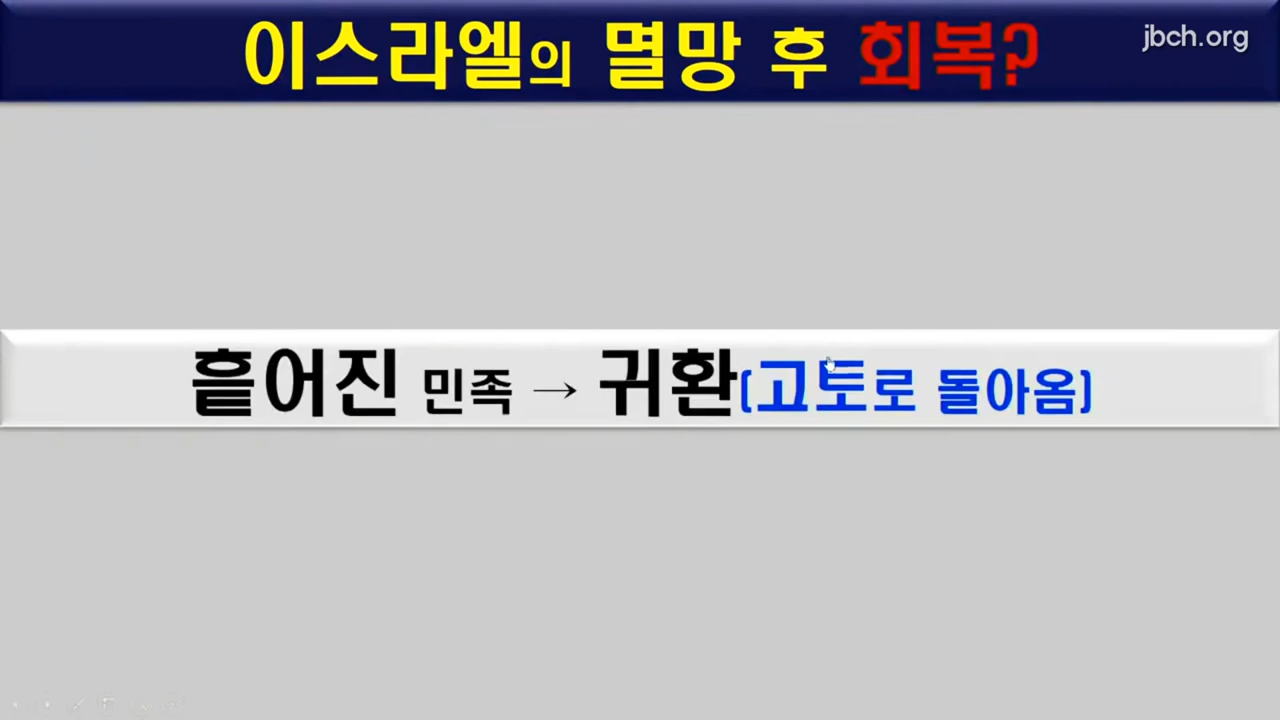 이스라엘의 멸망 후 회복?
jbch.org
흩어진 민족 → 귀환(고토로 돌아옴)